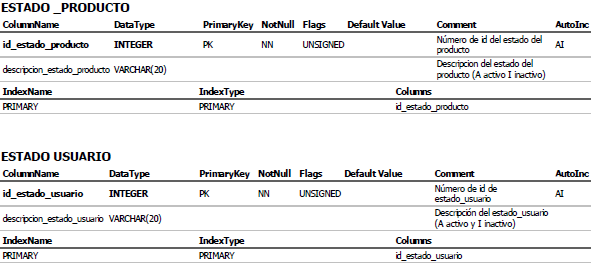 ESTADO _PRODUCTO
ColumnName DataType PrimaryKey NotNull Flags Default Value Comment AutoInc
id_estado_producto INTEGER PK NN UNSIGNED Número de id del estado del producto AI
descripcion_estado_producto VARCHAR(20) Descripcion del estado del producto (A activo I inactivo)
IndexName IndexType Columns
PRIMARY PRIMARY id_estado_producto
ESTADO USUARIO
ColumnName DataType PrimaryKey NotNull Flags Default Value Comment AutoInc
id_estado_usuario INTEGER PK NN UNSIGNED Número de id de estado_usuario AI
descripcion_estado_usuario VARCHAR(20) Descripción del estado_usuario (A activo y I inactivo)
IndexName IndexType Columns
PRIMARY PRIMARY id_estado_usuario